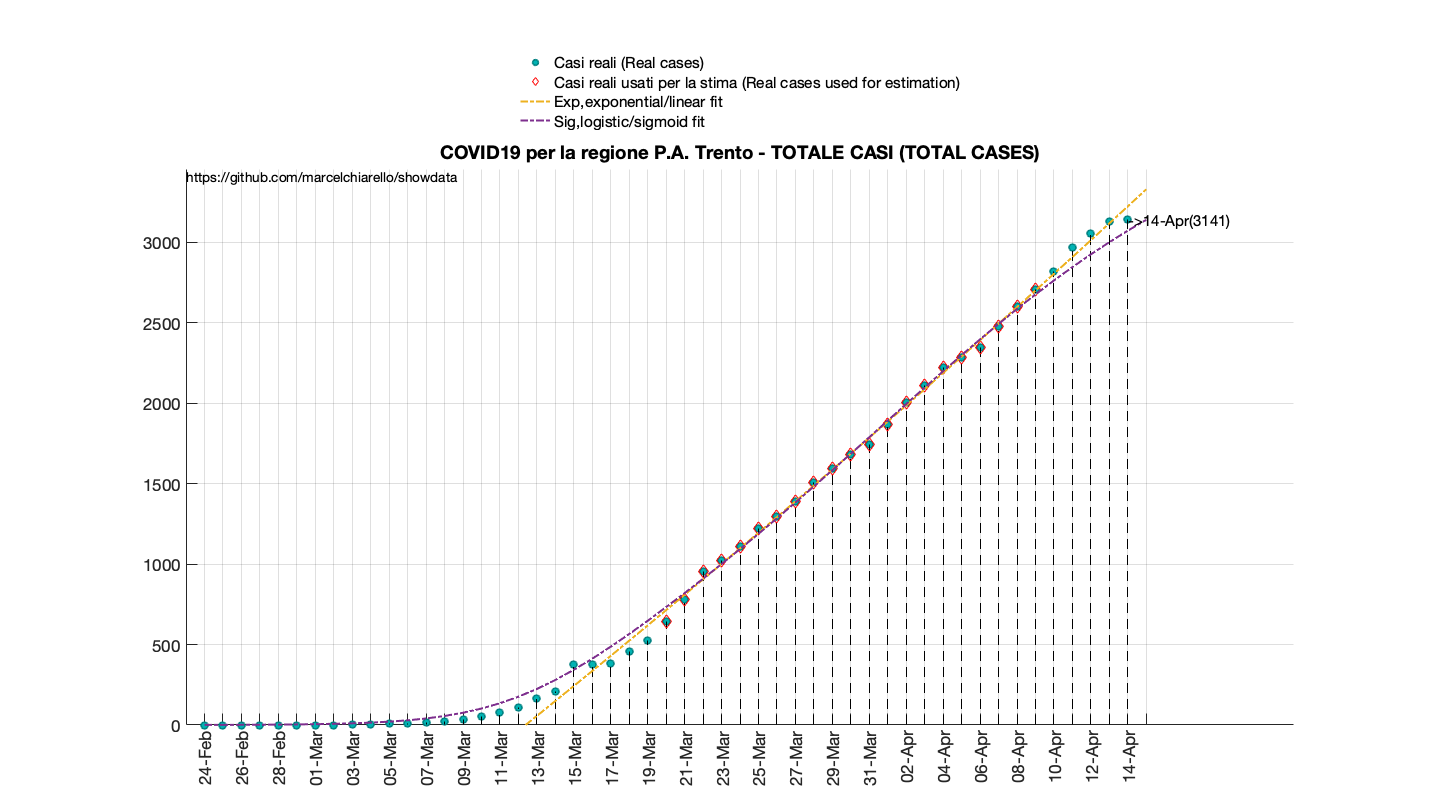 Casi reali (Real cases)
Casi reali usati per la stima (Real cases used for estimation)
Exp,exponential/linear fit
Sig,logistic/sigmoid fit
COVID19 per la regione P.A. Trento - TOTALE CASI (TOTAL CASES)
https://github.com/marcelchiarello/showdata
-->14-Apr(3141)
3000
2500
2000
1500
1000
500
0
24-Feb
26-Feb
28-Feb
01-Mar
03-Mar
05-Mar
07-Mar
09-Mar
11-Mar
13-Mar
15-Mar
17-Mar
19-Mar
21-Mar
23-Mar
25-Mar
27-Mar
29-Mar
31-Mar
02-Apr
04-Apr
06-Apr
08-Apr
10-Apr
12-Apr
14-Apr